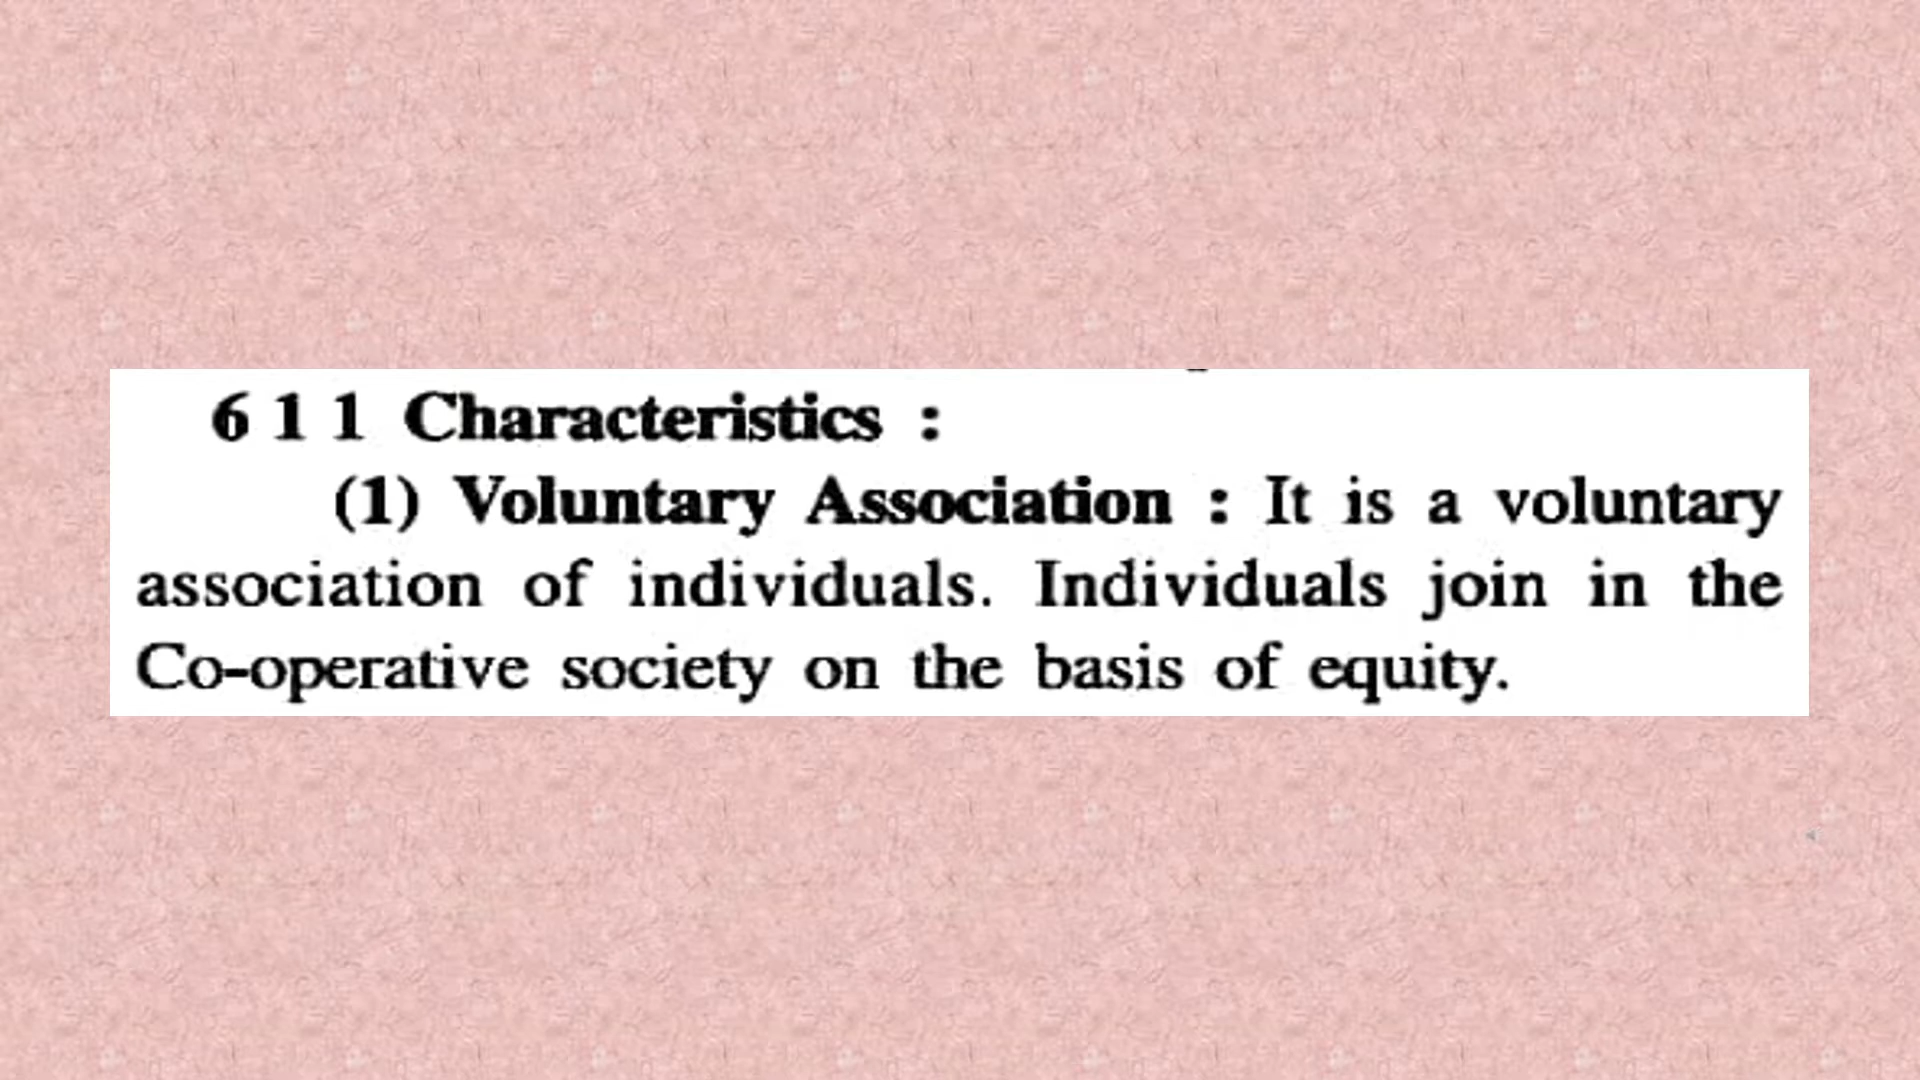 6 1 1 Characteristics :
(1) Voluntary Association : It is a voluntary
association of individuals. Individuals join in the
Co-operative society on the basis of equity.